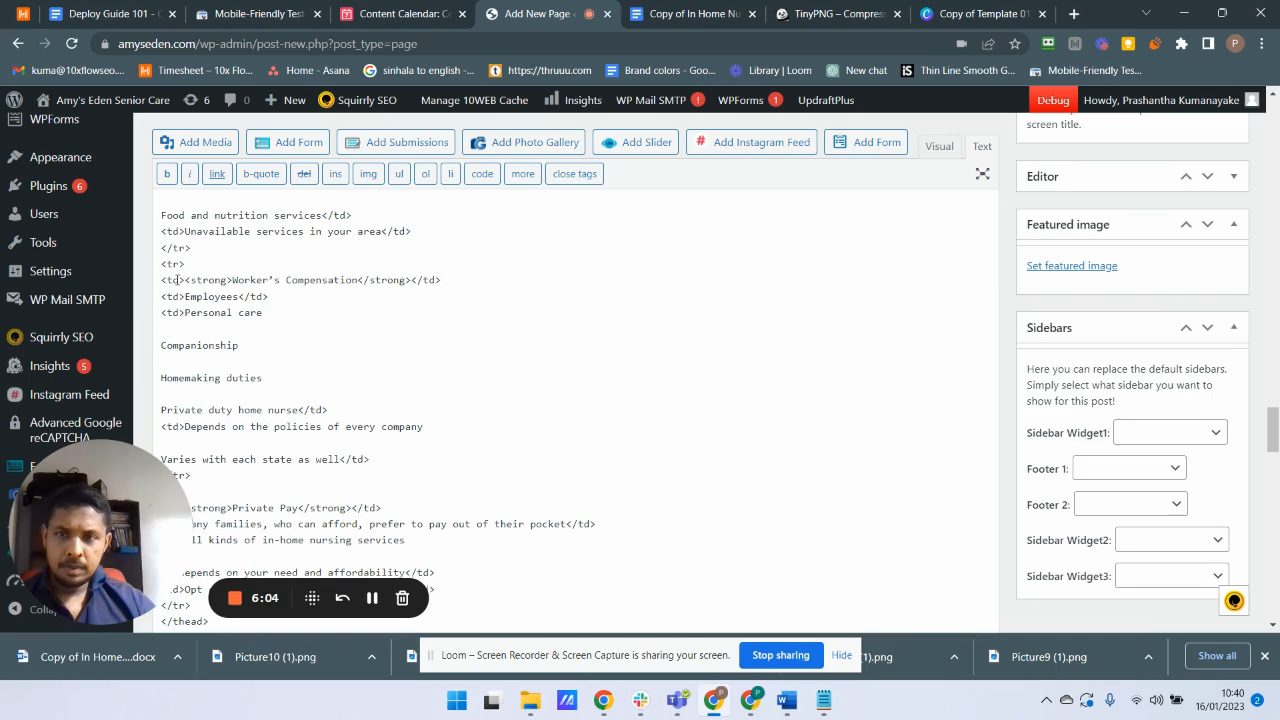 Deploy Guide 101 - C
Mobile-Friendly Test
Content Calendar: Co
Add New Page
Copy of In Home Nu
TinyPNG – Compress
Copy of Template 01
amyseden.com/wp-admin/post-new.php?post_type=page
kuma@10xflowseo....
Timesheet – 10x Flo...
Home - Asana
sinhala to english -...
https://thruuu.com
Brand colors - Goo...
Library | Loom
New chat
Thin Line Smooth G...
Mobile-Friendly Tes...
Amy's Eden Senior Care
6
0
New
Squirrly SEO
Manage 10WEB Cache
Insights
WP Mail SMTP !
WPForms 1
UpdraftPlus
Debug
Howdy, Prashantha Kumanayake
WPForms
Appearance
Plugins 6
Users
Tools
Settings
WP Mail SMTP
Squirrly SEO
Insights 5
Instagram Feed
Advanced Google
reCAPTCHA
Add Media
Add Form
Add Submissions
Add Photo Gallery
Add Slider
Add Instagram Feed
Add Form
Visual
Text
b
i
link
b-quote
del
ins
img
ul
ol
li
code
more
close tags
Food and nutrition services</td>
<td>Unavailable services in your area</td>
</tr>
<tr>
<td><strong>Worker’s Compensation</strong></td>
<td>Employees</td>
<td>Personal care
Companionship
Homemaking duties
Private duty home nurse</td>
<td>Depends on the policies of every company
Varies with each state as well</td>
tr>
strong>Private Pay</strong></td>
any families, who can afford, prefer to pay out of their pocket</td>
ll kinds of in-home nursing services
epends on your need and affordability</td>
d>Opt
</tr>
</thead>
screen title.
Editor
Featured image
Set featured image
Sidebars
Here you can replace the default sidebars.
Simply select what sidebar you want to
show for this post!
Sidebar Widget1:
Footer 1:
Footer 2:
Sidebar Widget2:
Sidebar Widget3:
6:04
Loom – Screen Recorder & Screen Capture is sharing your screen.
Stop sharing
Hide
Copy of In Home....docx
Picture10 (1).png
(1).png
Picture9 (1).png
Show all
10:40
16/01/2023
2